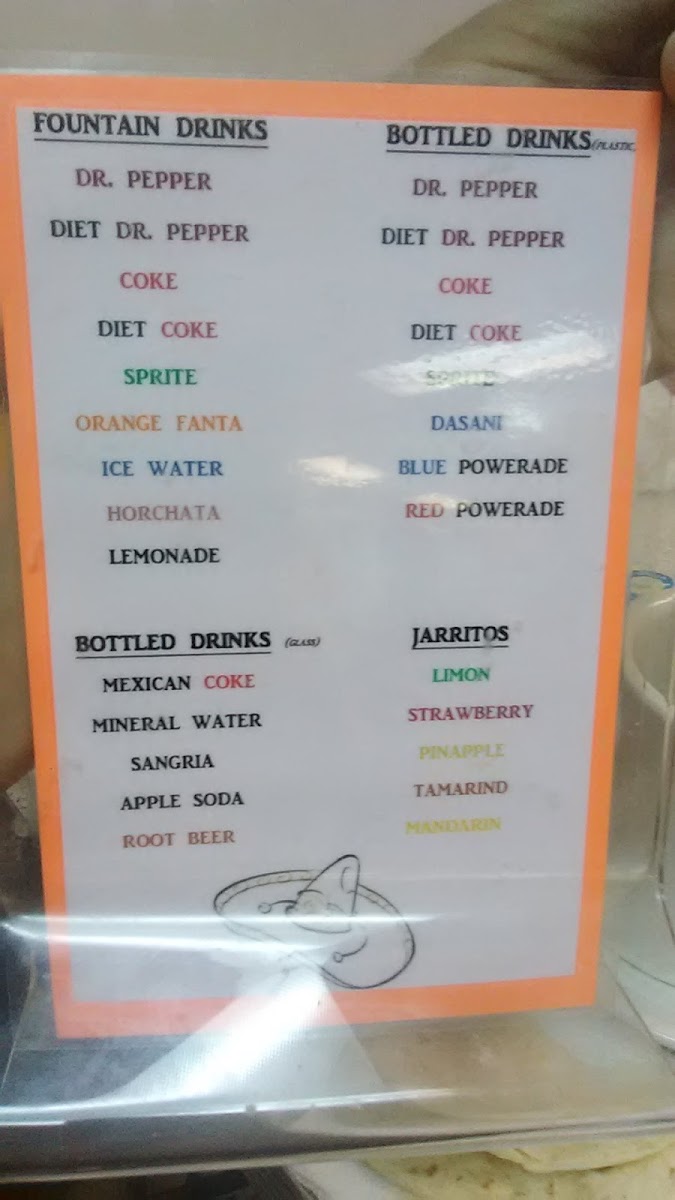 FOUNTAIN DRINKS
DR. PEPPER
DIET DR. PEPPER
COKE
DIET COKE
SPRITE
ORANGE FANTA
ICE WATER
HORCHATA
LEMONADE
BOTTLED DRINKS (PLASTIC)
DR. PEPPER
DIET DR. PEPPER
COKE
DIET COKE
SPRITE
DASANI
BLUE POWERADE
RED POWERADE
BOTTLED DRINKS (GLASS)
MEXICAN COKE
MINERAL WATER
SANGRIA
APPLE SODA
ROOT BEER
JARRITOS
LIMON
STRAWBERRY
PINAPPLE
TAMARIND
MANDARIN